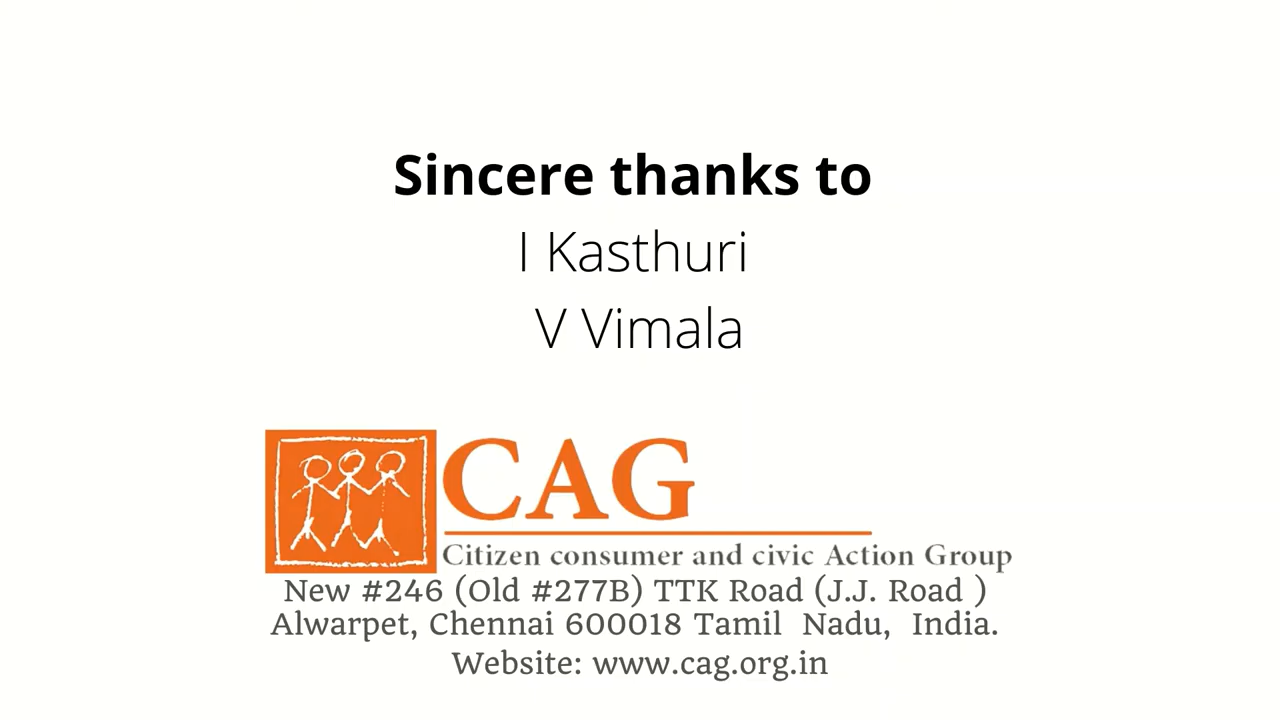 Sincere thanks to
I Kasthuri
V Vimala
CAG
Citizen consumer and civic Action Group
New #246 (Old #277B) TTK Road (J.J. Road )
Alwarpet, Chennai 600018 Tamil Nadu, India.
Website: www.cag.org.in